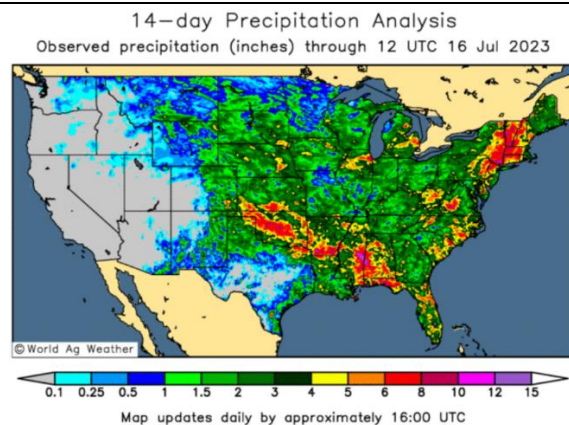 14-day Precipitation Analysis
Observed precipitation (inches) through 12 UTC 16 Jul 2023
© World Ag Weather
0.1 0.25 0.5 1 1.5 2 3 4 5 6 8 10 12 15
Map updates daily by approximately 16:00 UTC